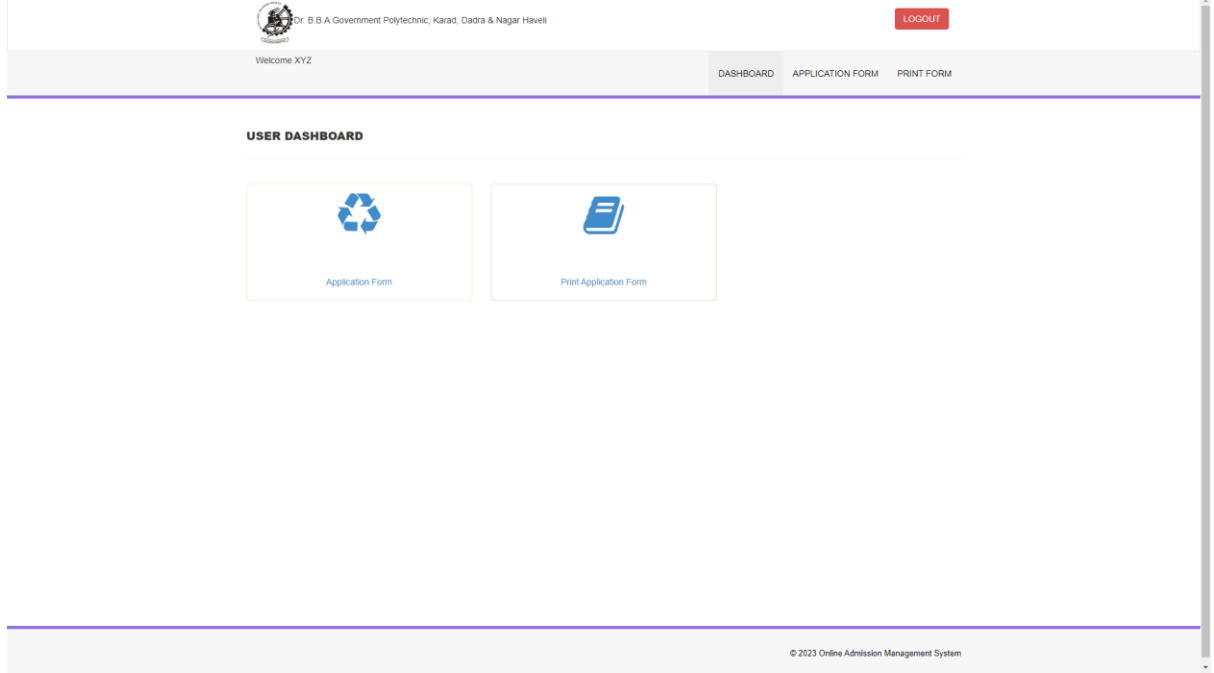 Dr. B.B.A.Government Polytechnic, Karad, Dadra & Nagar Haveli
LOGOUT
Welcome XYZ
DASHBOARD APPLICATION FORM PRINT FORM
USER DASHBOARD
Application Form
Print Application Form
© 2023 Online Admission Management System